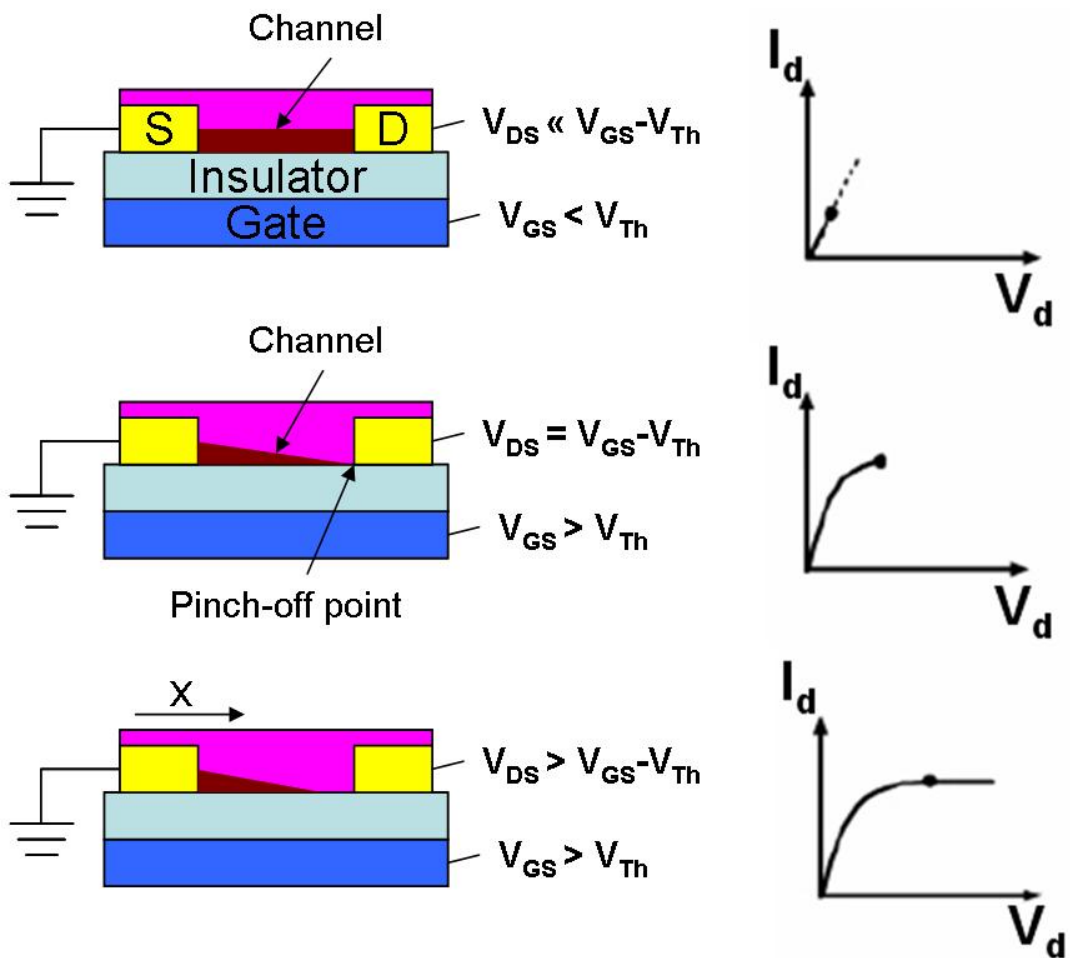 Channel
S
D
V_DS << V_GS-V_Th
Insulator
Gate
V_GS < V_Th
I_d
V_d
Channel
V_DS = V_GS-V_Th
V_GS > V_Th
Pinch-off point
I_d
V_d
X
V_DS > V_GS-V_Th
V_GS > V_Th
I_d
V_d